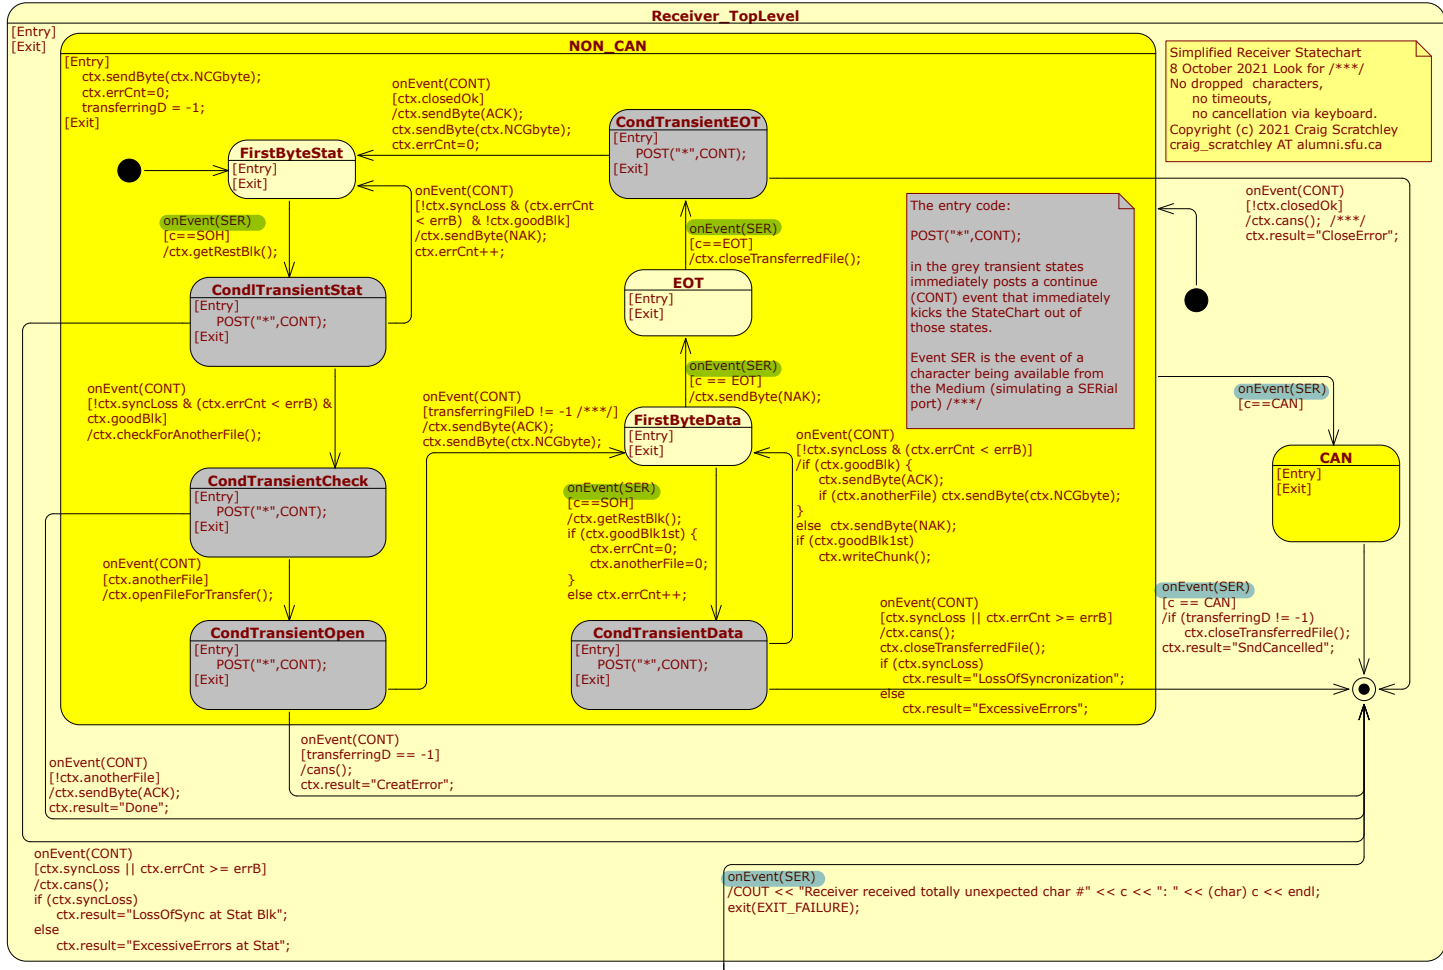 Receiver_TopLevel
[Entry]
[Exit]
NON_CAN
[Entry]
ctx.sendByte(ctx.NCGbyte);
ctx.errCnt=0;
transferringD = -1;
[Exit]
Simplified Receiver Statechart
8 October 2021 Look for /***/
No dropped  characters,
no timeouts,
no cancellation via keyboard.
Copyright (c) 2021 Craig Scratchley
craig_scratchley AT alumni.sfu.ca
onEvent(CONT)
[ctx.closedOk]
/ctx.sendByte(ACK);
ctx.sendByte(ctx.NCGbyte);
ctx.errCnt=0;
CondTransientEOT
[Entry]
POST("*",CONT);
[Exit]
FirstByteStat
[Entry]
[Exit]
onEvent(CONT)
[!ctx.syncLoss & (ctx.errCnt
< errB)  & !ctx.goodBlk]
/ctx.sendByte(NAK);
ctx.errCnt++;
onEvent(SER)
[c==SOH]
/ctx.getRestBlk();
onEvent(SER)
[c==EOT]
/ctx.closeTransferredFile();
The entry code:
POST("*",CONT);
in the grey transient states
immediately posts a continue
(CONT) event that immediately
kicks the StateChart out of
those states.
Event SER is the event of a
character being available from
the Medium (simulating a SERial
port) /***/
onEvent(CONT)
[!ctx.closedOk]
/ctx.cans();  /***/
ctx.result="CloseError";
CondlTransientStat
[Entry]
POST("*",CONT);
[Exit]
EOT
[Entry]
[Exit]
onEvent(SER)
[c == EOT]
/ctx.sendByte(NAK);
onEvent(CONT)
[!ctx.syncLoss & (ctx.errCnt < errB) &
ctx.goodBlk]
/ctx.checkForAnotherFile();
onEvent(CONT)
[transferringFileD != -1 /***/]
/ctx.sendByte(ACK);
ctx.sendByte(ctx.NCGbyte);
FirstByteData
[Entry]
[Exit]
onEvent(SER)
[c==CAN]
onEvent(CONT)
[!ctx.syncLoss & (ctx.errCnt < errB)]
/if (ctx.goodBlk) {
ctx.sendByte(ACK);
if (ctx.anotherFile) ctx.sendByte(ctx.NCGbyte);
}
else  ctx.sendByte(NAK);
if (ctx.goodBlk1st)
ctx.writeChunk();
CAN
[Entry]
[Exit]
CondTransientCheck
[Entry]
POST("*",CONT);
[Exit]
onEvent(SER)
[c==SOH]
/ctx.getRestBlk();
if (ctx.goodBlk1st) {
ctx.errCnt=0;
ctx.anotherFile=0;
}
else ctx.errCnt++;
onEvent(CONT)
[ctx.anotherFile]
/ctx.openFileForTransfer();
onEvent(SER)
[c == CAN]
/if (transferringD != -1)
ctx.closeTransferredFile();
ctx.result="SndCancelled";
CondTransientOpen
[Entry]
POST("*",CONT);
[Exit]
CondTransientData
[Entry]
POST("*",CONT);
[Exit]
onEvent(CONT)
[ctx.syncLoss || ctx.errCnt >= errB]
/ctx.cans();
ctx.closeTransferredFile();
if (ctx.syncLoss)
ctx.result="LossOfSyncronization";
else
ctx.result="ExcessiveErrors";
onEvent(CONT)
[transferringD == -1]
/cans();
ctx.result="CreatError";
onEvent(CONT)
[!ctx.anotherFile]
/ctx.sendByte(ACK);
ctx.result="Done";
onEvent(CONT)
[ctx.syncLoss || ctx.errCnt >= errB]
/ctx.cans();
if (ctx.syncLoss)
ctx.result="LossOfSync at Stat Blk";
else
ctx.result="ExcessiveErrors at Stat";
onEvent(SER)
/COUT << "Receiver received totally unexpected char #" << c << ": " << (char) c << endl;
exit(EXIT_FAILURE);